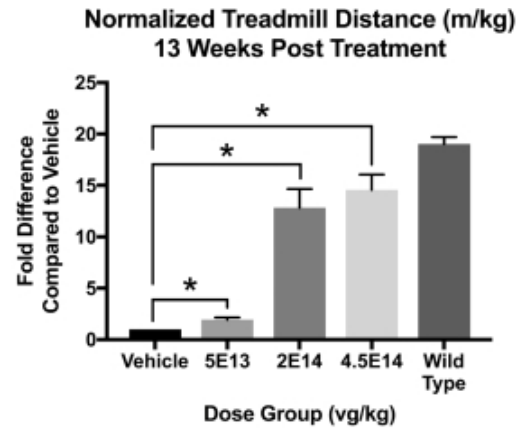 Normalized Treadmill Distance (m/kg)
13 Weeks Post Treatment
Fold Difference
Compared to Vehicle
25
20
15
10
5
0
*
*
*
Vehicle 5E13 2E14 4.5E14 Wild
Type
Dose Group (vg/kg)